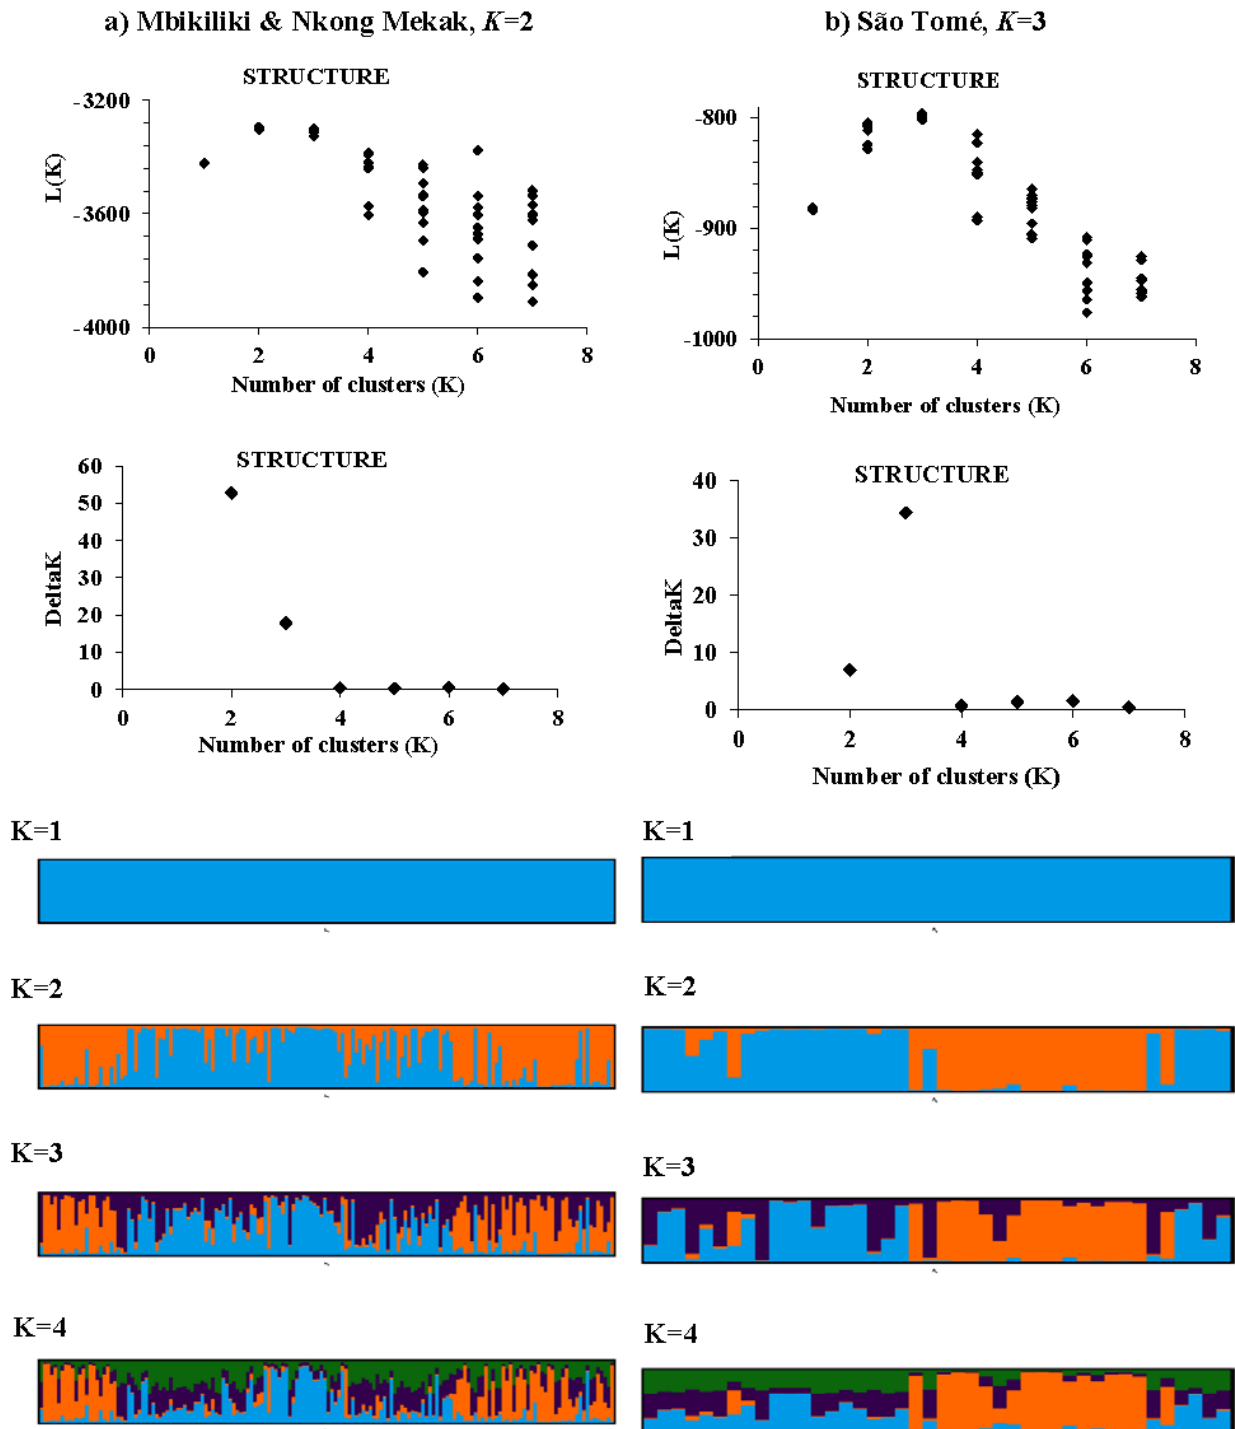 a) Mbikiliki & Nkong Mekak, K=2
STRUCTURE
-3200
-3600
-4000
L(K)
0 2 4 6 8
Number of clusters (K)
STRUCTURE
60
50
40
30
20
10
0
DeltaK
0 2 4 6 8
Number of clusters (K)
K=1
K=2
K=3
K=4
b) São Tomé, K=3
STRUCTURE
-800
-900
-1000
L(K)
0 2 4 6 8
Number of clusters (K)
STRUCTURE
40
30
20
10
0
DeltaK
0 2 4 6 8
Number of clusters (K)
K=1
K=2
K=3
K=4